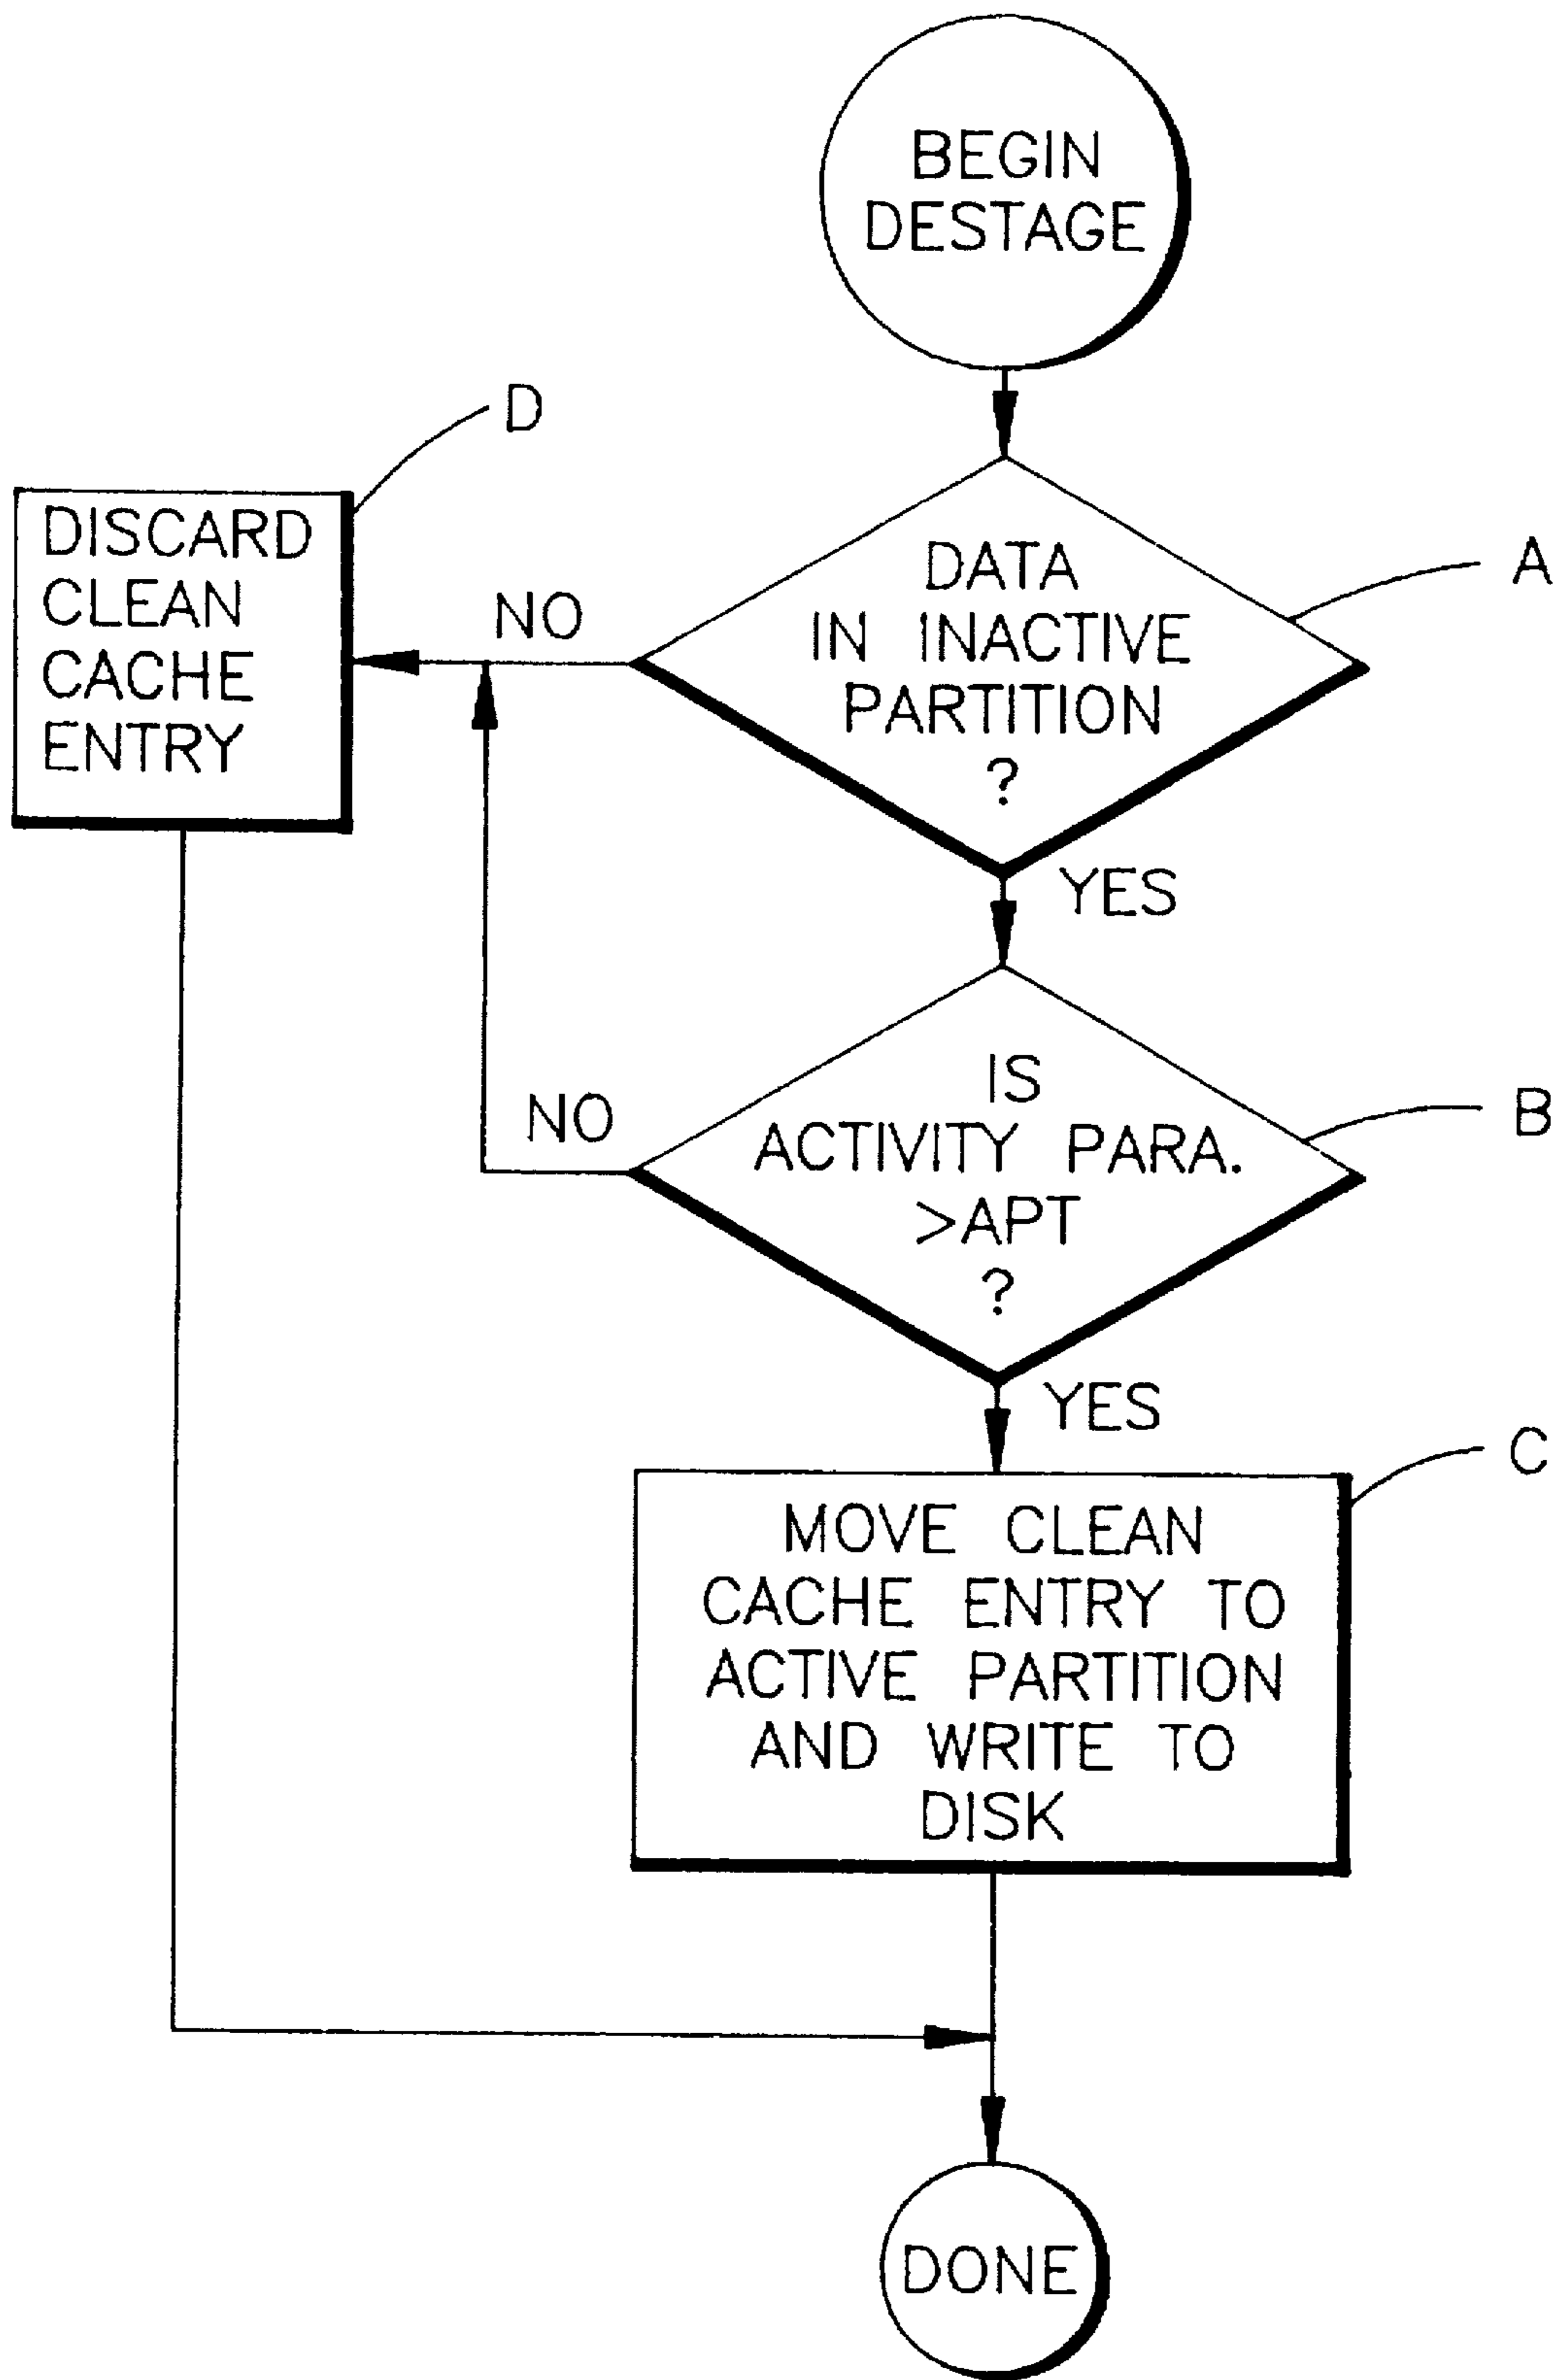 BEGIN
DESTAGE
D
DISCARD
CLEAN
CACHE
ENTRY
NO
DATA
IN INACTIVE
PARTITION
?
A
YES
IS
ACTIVITY PARA.
>APT
?
B
NO
YES
C
MOVE CLEAN
CACHE ENTRY TO
ACTIVE PARTITION
AND WRITE TO
DISK
DONE